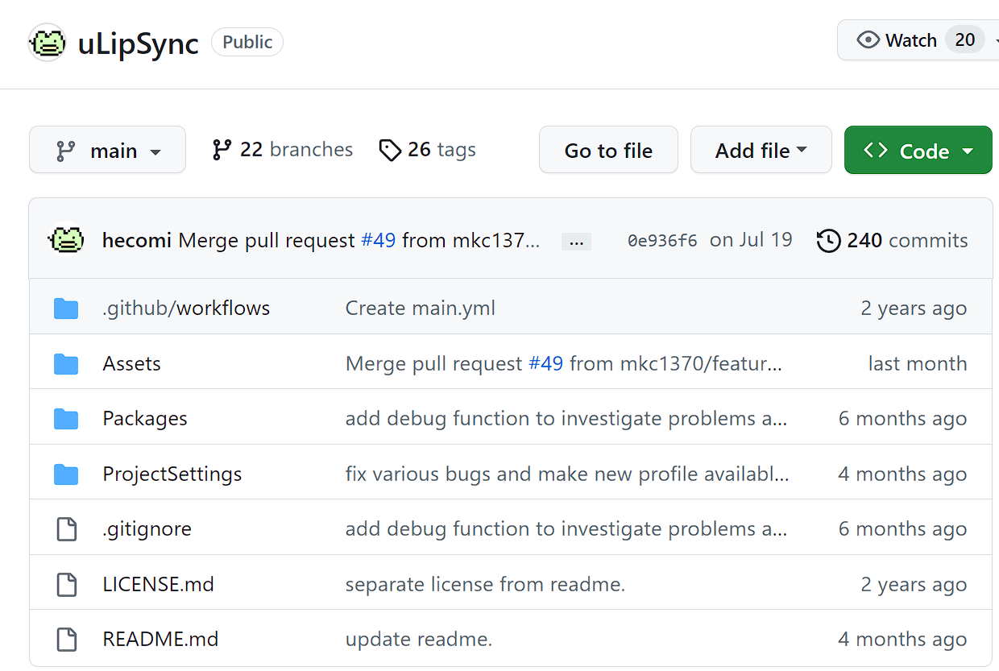 uLipSync Public Watch 20
main 22 branches 26 tags Go to file Add file Code
hecomi Merge pull request #49 from mkc137... ... 0e936f6 on Jul 19 240 commits
.github/workflows Create main.yml 2 years ago
Assets Merge pull request #49 from mkc1370/featur... last month
Packages add debug function to investigate problems a... 6 months ago
ProjectSettings fix various bugs and make new profile availabl... 4 months ago
.gitignore add debug function to investigate problems a... 6 months ago
LICENSE.md separate license from readme. 2 years ago
README.md update readme. 4 months ago